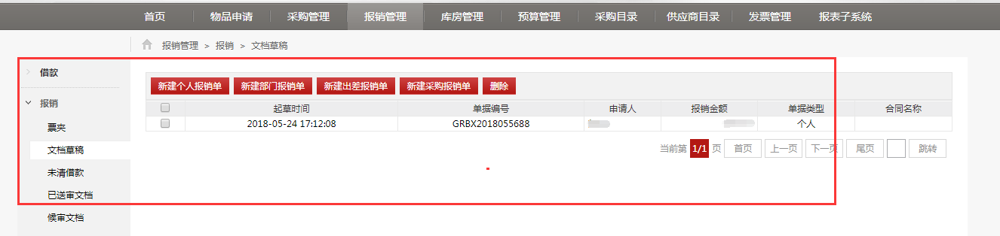 首页 物品申请 采购管理 报销管理 库房管理 预算管理 采购目录 供应商目录 发票管理 报表子系统
报销管理 > 报销 > 文档草稿
借款
报销
票夹
文档草稿
未清借款
已送审文档
候审文档
新建个人报销单 新建部门报销单 新建出差报销单 新建采购报销单 删除
起草时间 单据编号 申请人 报销金额 单据类型 合同名称
2018-05-24 17:12:08 GRBX2018055688 个人
当前第 1/1 页 首页 上一页 下一页 尾页 跳转